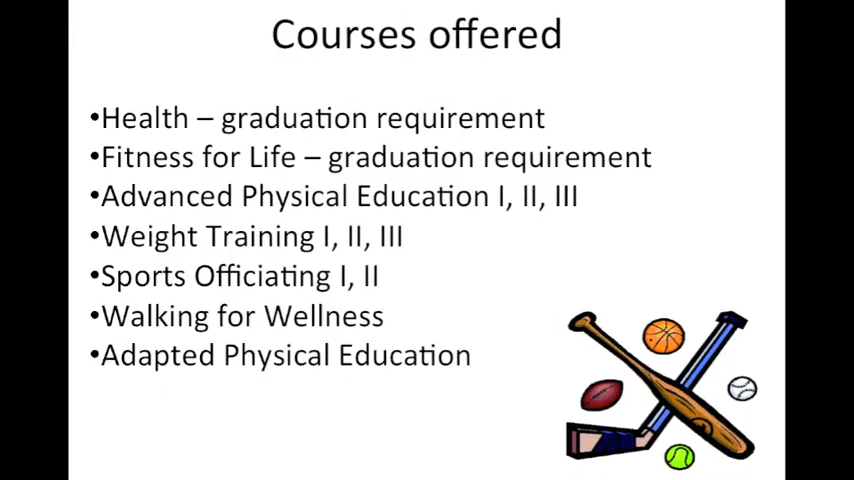 Courses offered
•Health – graduation requirement
•Fitness for Life – graduation requirement
•Advanced Physical Education I, II, III
•Weight Training I, II, III
•Sports Officiating I, II
•Walking for Wellness
•Adapted Physical Education